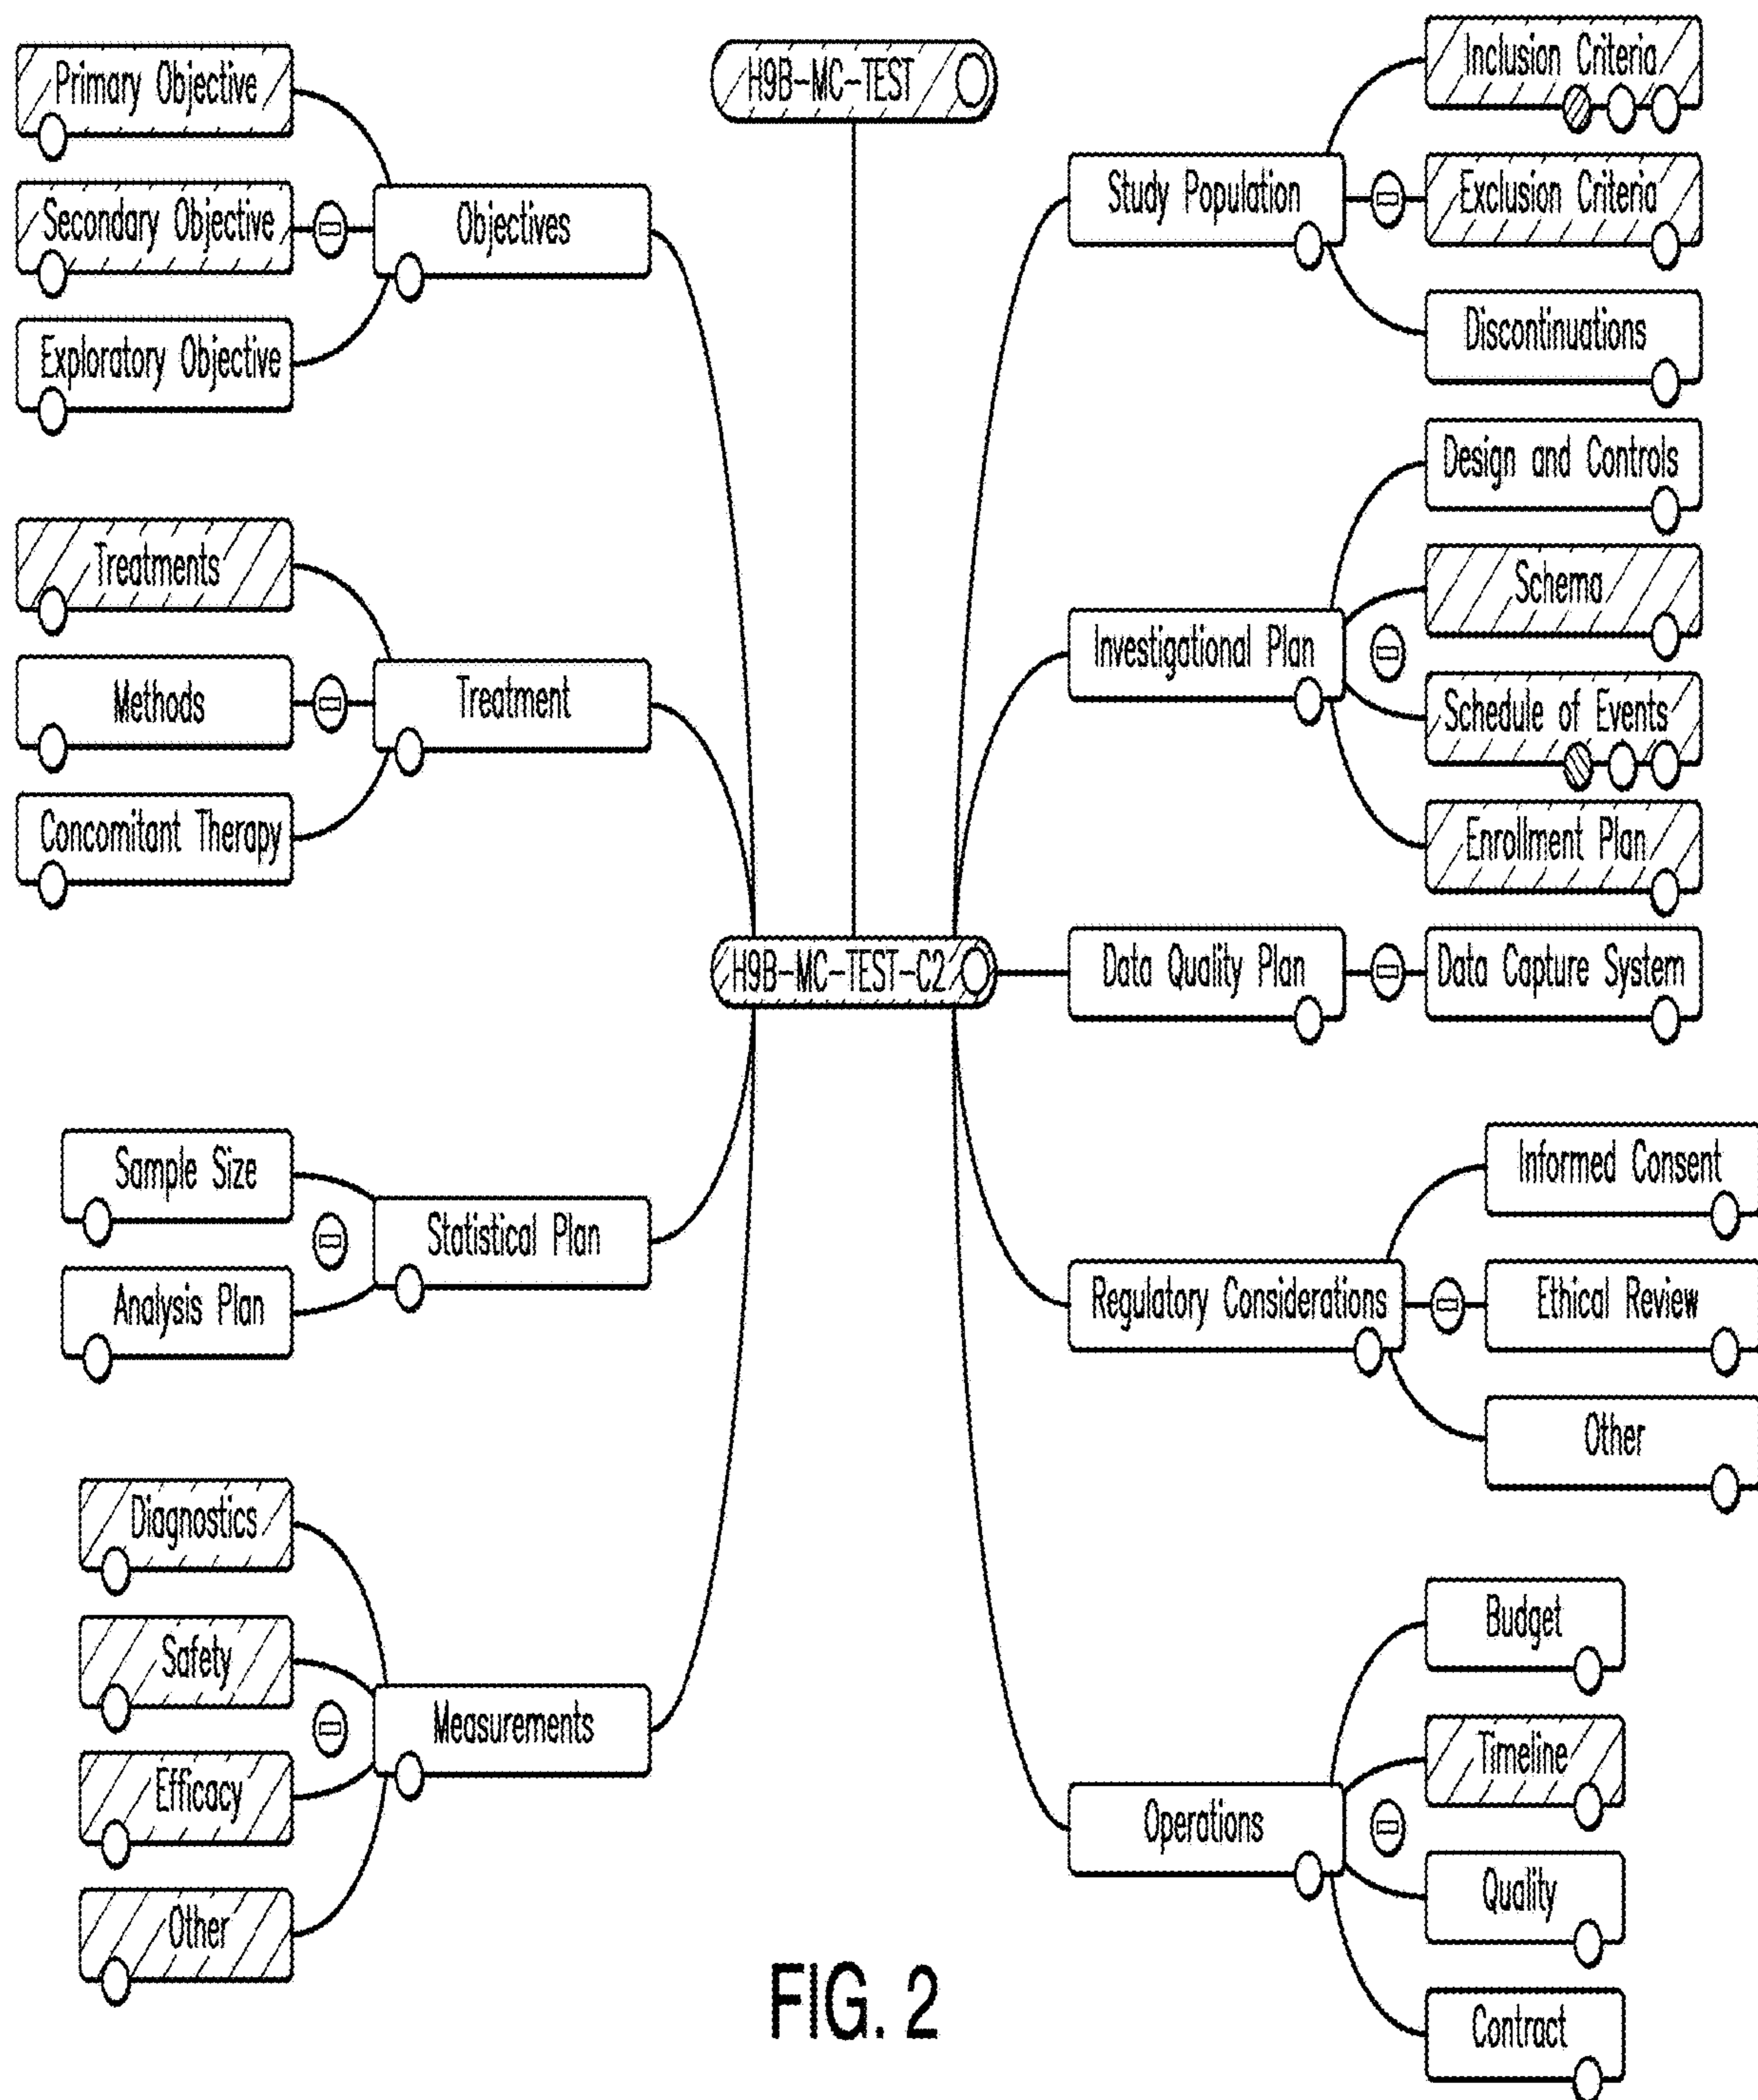 H9B-MC-TEST
Primary Objective
Secondary Objective
Exploratory Objective
Objectives
Treatments
Methods
Concomitant Therapy
Treatment
H9B-MC-TEST-C2
Sample Size
Analysis Plan
Statistical Plan
Diagnostics
Safety
Efficacy
Other
Measurements
Study Population
Inclusion Criteria
Exclusion Criteria
Discontinuations
Investigational Plan
Design and Controls
Schema
Schedule of Events
Enrollment Plan
Data Quality Plan
Data Capture System
Regulatory Considerations
Informed Consent
Ethical Review
Other
Operations
Budget
Timeline
Quality
Contract
FIG. 2